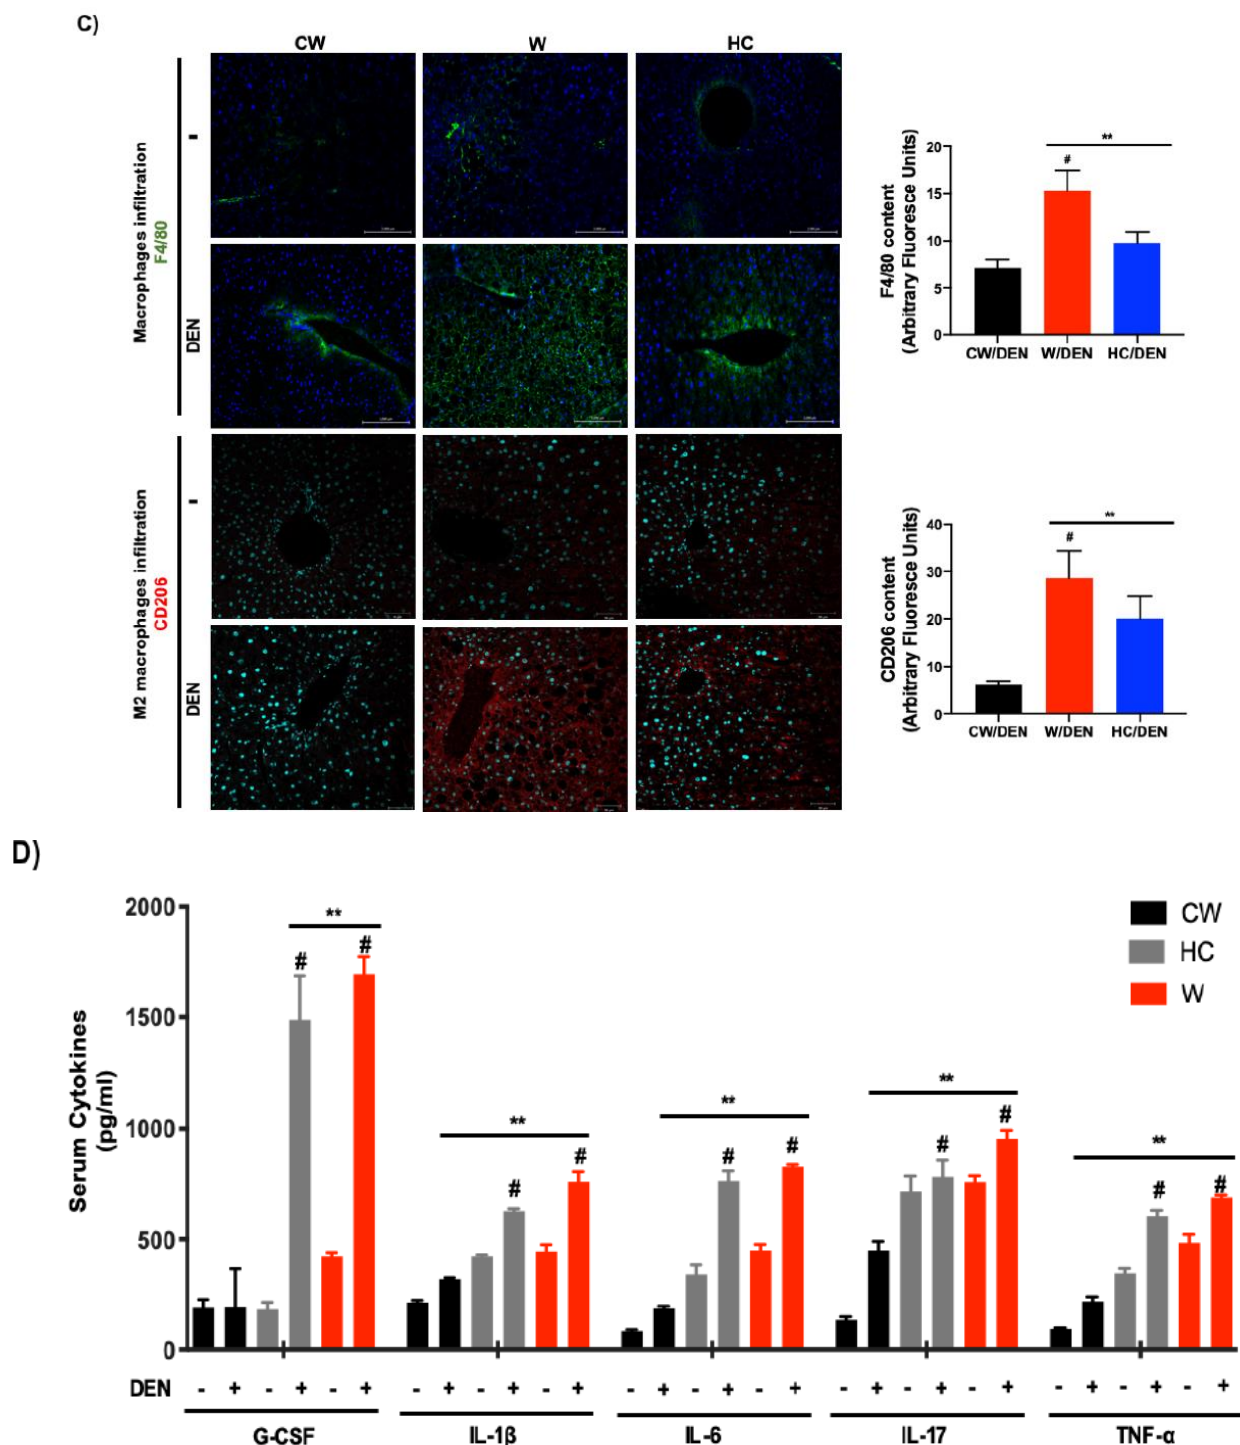 C)
CW W HC
Macrophages infiltration
F4/80
-
DEN
M2 macrophages infiltration
CD206
-
DEN
F4/80 content
(Arbitrary Fluoresce Units)
20
15
10
5
0
**
#
CW/DEN W/DEN HC/DEN
CD206 content
(Arbitrary Fluoresce Units)
40
30
20
10
0
**
#
CW/DEN W/DEN HC/DEN
D)
Serum Cytokines
(pg/ml)
2000
1500
1000
500
0
CW
HC
W
**
# #
**
# #
**
# #
**
# #
**
# #
DEN - + - + - + - + - + - + - + - + - + - + - + - + - + - + - +
G-CSF IL-1β IL-6 IL-17 TNF-α